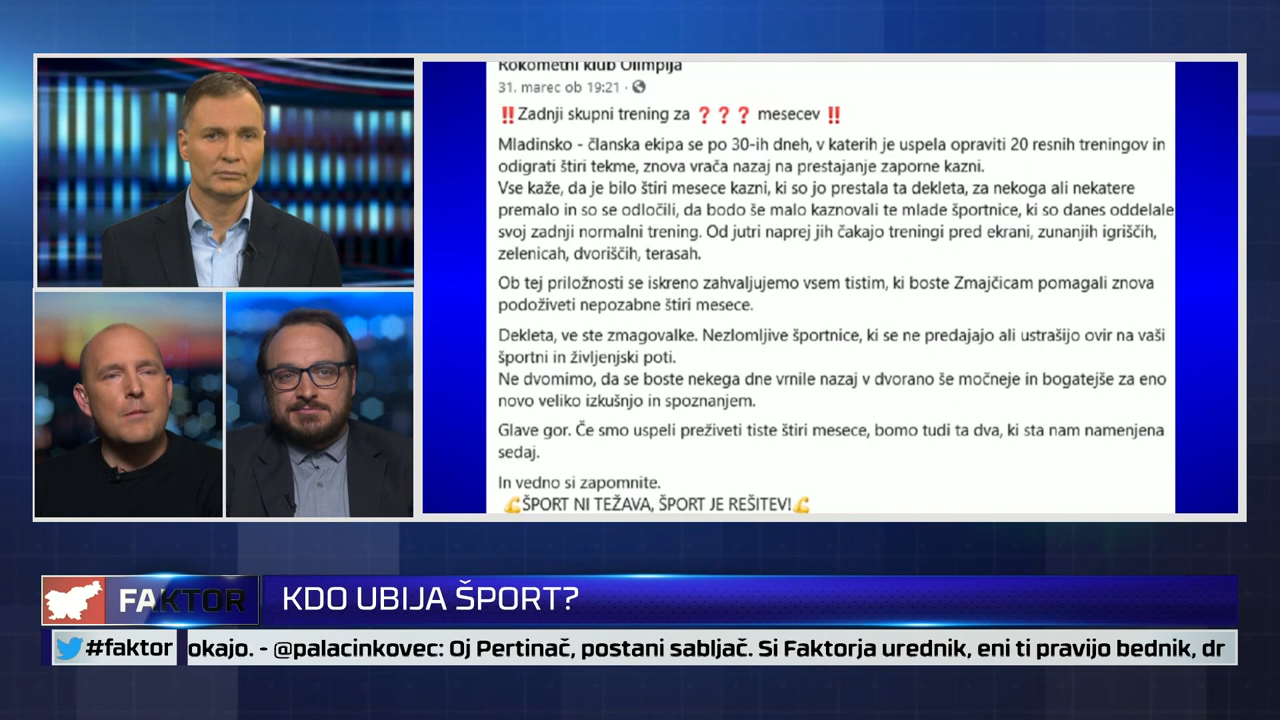 Rokometni klub Olimpija
31. marec ob 19:21 ·
‼️Zadnji skupni trening za ❓❓❓ mesecev ‼️
Mladinsko - članska ekipa se po 30-ih dneh, v katerih je uspela opraviti 20 resnih treningov in
odigrati štiri tekme, znova vrača nazaj na prestajanje zaporne kazni.
Vse kaže, da je bilo štiri mesece kazni, ki so jo prestala ta dekleta, za nekoga ali nekatere
premalo in so se odločili, da bodo še malo kaznovali te mlade športnice, ki so danes oddelale
svoj zadnji normalni trening. Od jutri naprej jih čakajo treningi pred ekrani, zunanjih igriščih,
zelenicah, dvoriščih, terasah.
Ob tej priložnosti se iskreno zahvaljujemo vsem tistim, ki boste Zmajčicam pomagali znova
podoživeti nepozabne štiri mesece.
Dekleta, ve ste zmagovalke. Nezlomljive športnice, ki se ne predajajo ali ustrašijo ovir na vaši
športni in življenjski poti.
Ne dvomimo, da se boste nekega dne vrnile nazaj v dvorano še močneje in bogatejše za eno
novo veliko izkušnjo in spoznanjem.
Glave gor. Če smo uspeli preživeti tiste štiri mesece, bomo tudi ta dva, ki sta nam namenjena
sedaj.
In vedno si zapomnite.
💪ŠPORT NI TEŽAVA, ŠPORT JE REŠITEV!💪
FAKTOR
KDO UBIJA ŠPORT?
#faktor
okajo. - @palacinkovec: Oj Pertinač, postani sabljač. Si Faktorja urednik, eni ti pravijo bednik, dr